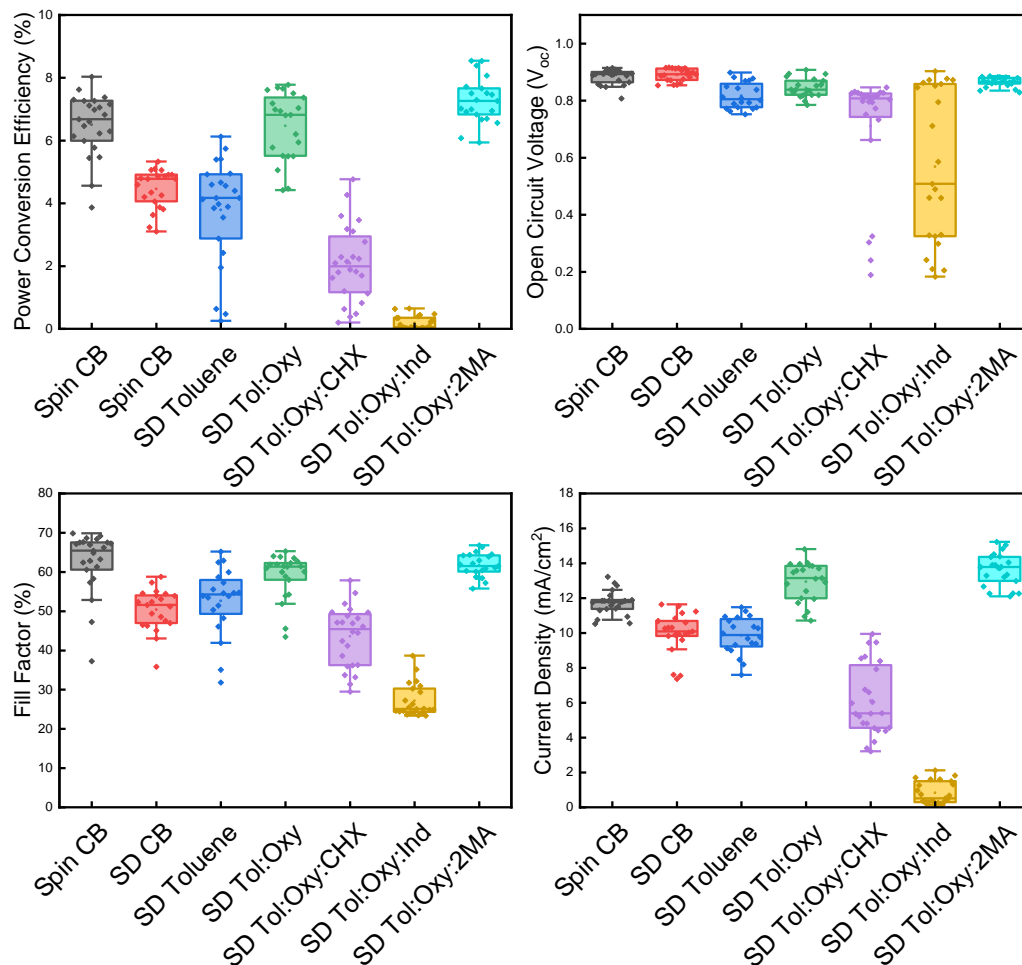 Power Conversion Efficiency (%)
10
8
6
4
2
0
Spin CB
Spin CB
SD Toluene
SD Tol:Oxy
SD Tol:Oxy:CHX
SD Tol:Oxy:Ind
SD Tol:Oxy:2MA
Open Circuit Voltage (Voc)
1.0
0.8
0.6
0.4
0.2
0.0
Spin CB
SD CB
SD Toluene
SD Tol:Oxy
SD Tol:Oxy:CHX
SD Tol:Oxy:Ind
SD Tol:Oxy:2MA
Fill Factor (%)
80
70
60
50
40
30
20
10
0
Spin CB
SD CB
SD Toluene
SD Tol:Oxy
SD Tol:Oxy:CHX
SD Tol:Oxy:Ind
SD Tol:Oxy:2MA
Current Density (mA/cm2)
18
16
14
12
10
8
6
4
2
0
Spin CB
SD CB
SD Toluene
SD Tol:Oxy
SD Tol:Oxy:CHX
SD Tol:Oxy:Ind
SD Tol:Oxy:2MA